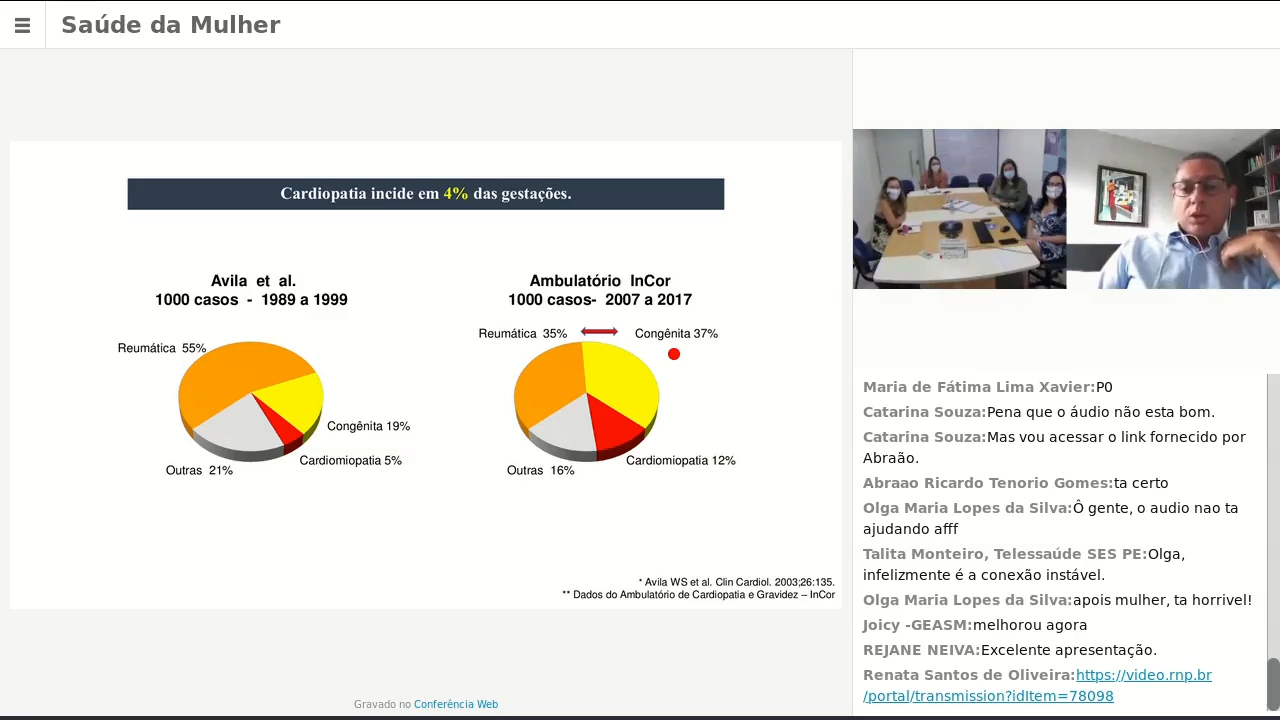 Saúde da Mulher
Cardiopatia incide em 4% das gestações.
Avila et al.
1000 casos - 1989 a 1999
Reumática 55%
Congênita 19%
Cardiomiopatia 5%
Outras 21%
Ambulatório InCor
1000 casos- 2007 a 2017
Reumática 35%
Congênita 37%
Cardiomiopatia 12%
Outras 16%
* Avila WS et al. Clin Cardiol. 2003;26:135.
** Dados do Ambulatório de Cardiopatia e Gravidez – InCor
Gravado no Conferência Web
Maria de Fátima Lima Xavier:P0
Catarina Souza:Pena que o áudio não esta bom.
Catarina Souza:Mas vou acessar o link fornecido por
Abraão.
Abraao Ricardo Tenorio Gomes:ta certo
Olga Maria Lopes da Silva:Ô gente, o audio nao ta
ajudando afff
Talita Monteiro, Telessaúde SES PE:Olga,
infelizmente é a conexão instável.
Olga Maria Lopes da Silva:apois mulher, ta horrivel!
Joicy -GEASM:melhorou agora
REJANE NEIVA:Excelente apresentação.
Renata Santos de Oliveira:https://video.rnp.br
/portal/transmission?idItem=78098